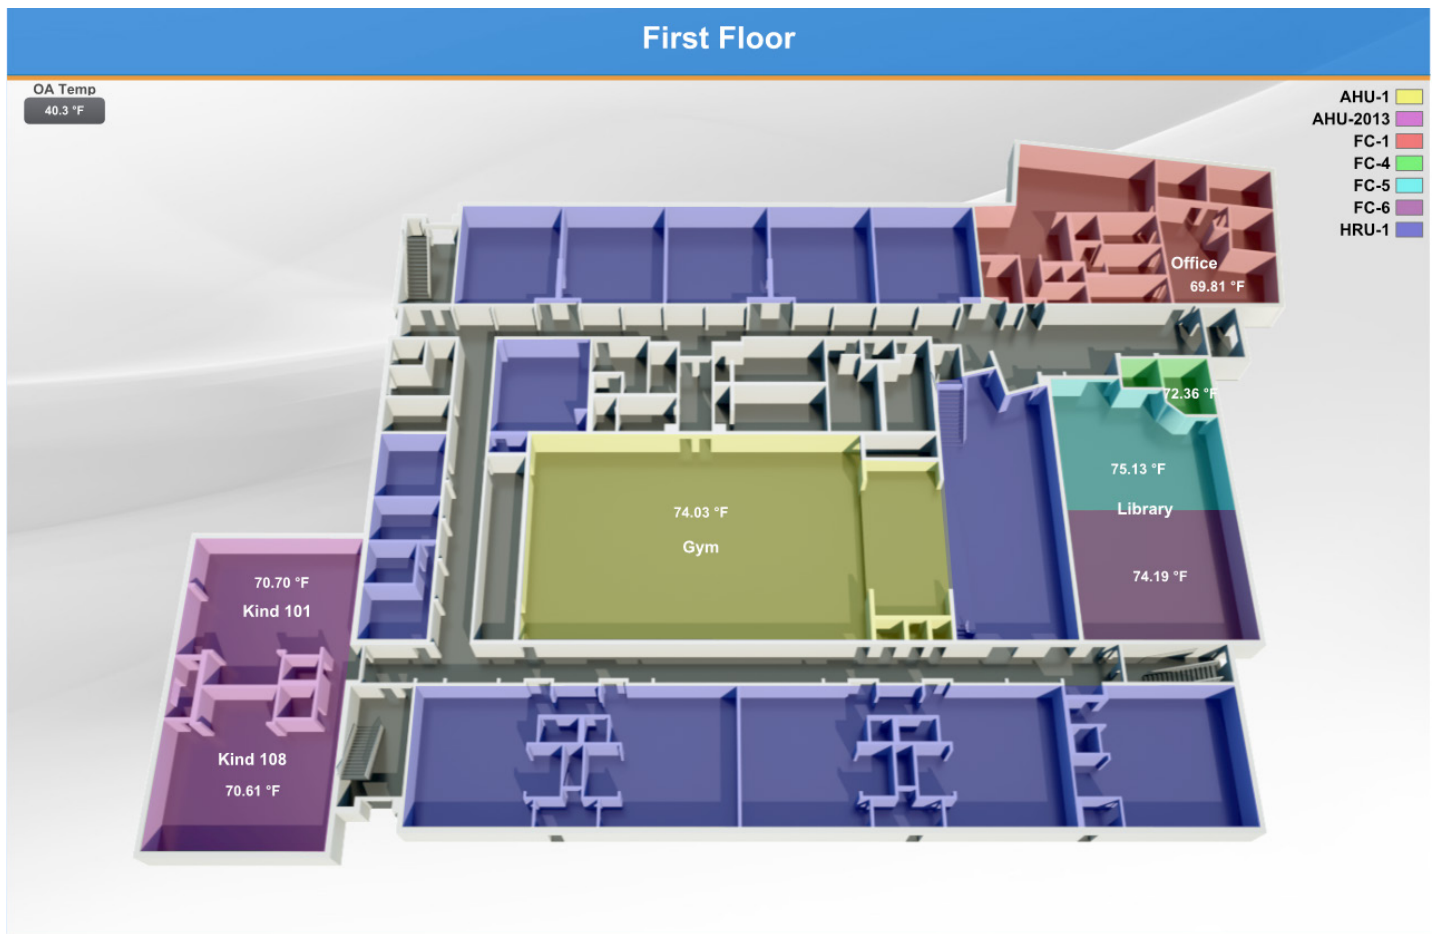 First Floor
OA Temp
40.3 °F
AHU-1
AHU-2013
FC-1
FC-4
FC-5
FC-6
HRU-1
Office
69.81 °F
72.36 °F
75.13 °F
Library
74.19 °F
74.03 °F
Gym
70.70 °F
Kind 101
Kind 108
70.61 °F